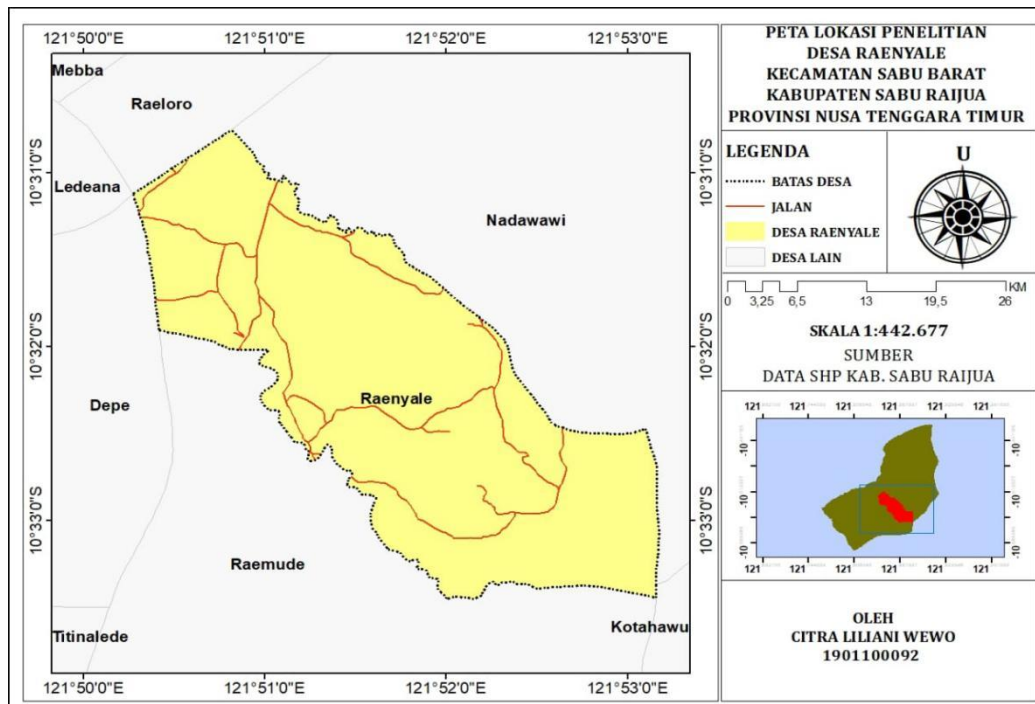 PETA LOKASI PENELITIAN
DESA RAENYALE
KECAMATAN SABU BARAT
KABUPATEN SABU RAIJUA
PROVINSI NUSA TENGGARA TIMUR
LEGENDA
BATAS DESA
JALAN
DESA RAENYALE
DESA LAIN
U
0 3,25 6,5 13 19,5 26 KM
SKALA 1:442.677
SUMBER
DATA SHP KAB. SABU RAIJUA
121 121 121 121 121 121
-10 -10 -10
-10 -10 -10
121 121 121 121 121 121
OLEH
CITRA LILIANI WEWO
1901100092
121°50'0"E 121°51'0"E 121°52'0"E 121°53'0"E
Mebba
Raeloro
10°31'0"S 10°31'0"S
Ledeana
Nadawawi
10°32'0"S 10°32'0"S
Depe
Raenyale
10°33'0"S 10°33'0"S
Raemude
Kotahawu
Titinalede
121°50'0"E 121°51'0"E 121°52'0"E 121°53'0"E